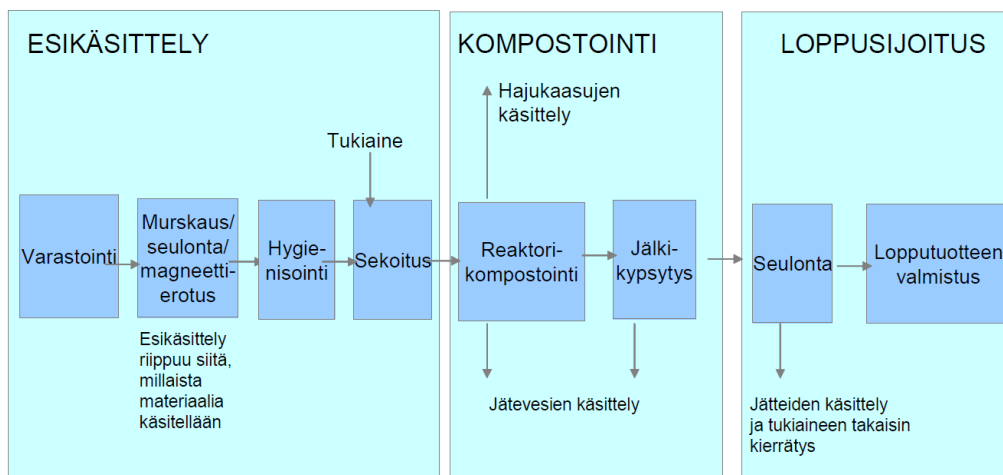 ESIKÄSITTELY
Tukiaine
Varastointi
Murskaus/
seulonta/
magneetti-
erotus
Hygie-
nisointi
Sekoitus
Esikäsittely
riippuu siitä,
millaista
materiaalia
käsitellään
KOMPOSTOINTI
Hajukaasujen
käsittely
Reaktori-
kompostointi
Jälki-
kypsytys
Jätevesien käsittely
LOPPUSIJOITUS
Seulonta
Lopputuotteen
valmistus
Jätteiden käsittely
ja tukiaineen takaisin
kierrätys